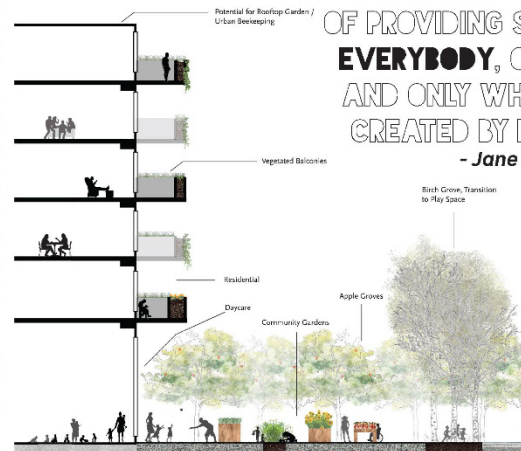 Potential for Rooftop Garden /
Urban Beekeeping
OF PROVIDING S
EVERYBODY, 
AND ONLY WH
CREATED BY
- Jane
Vegetated Balconies
Birch Grove, Transition
to Play Space
Residential
Apple Groves
Daycare
Community Gardens